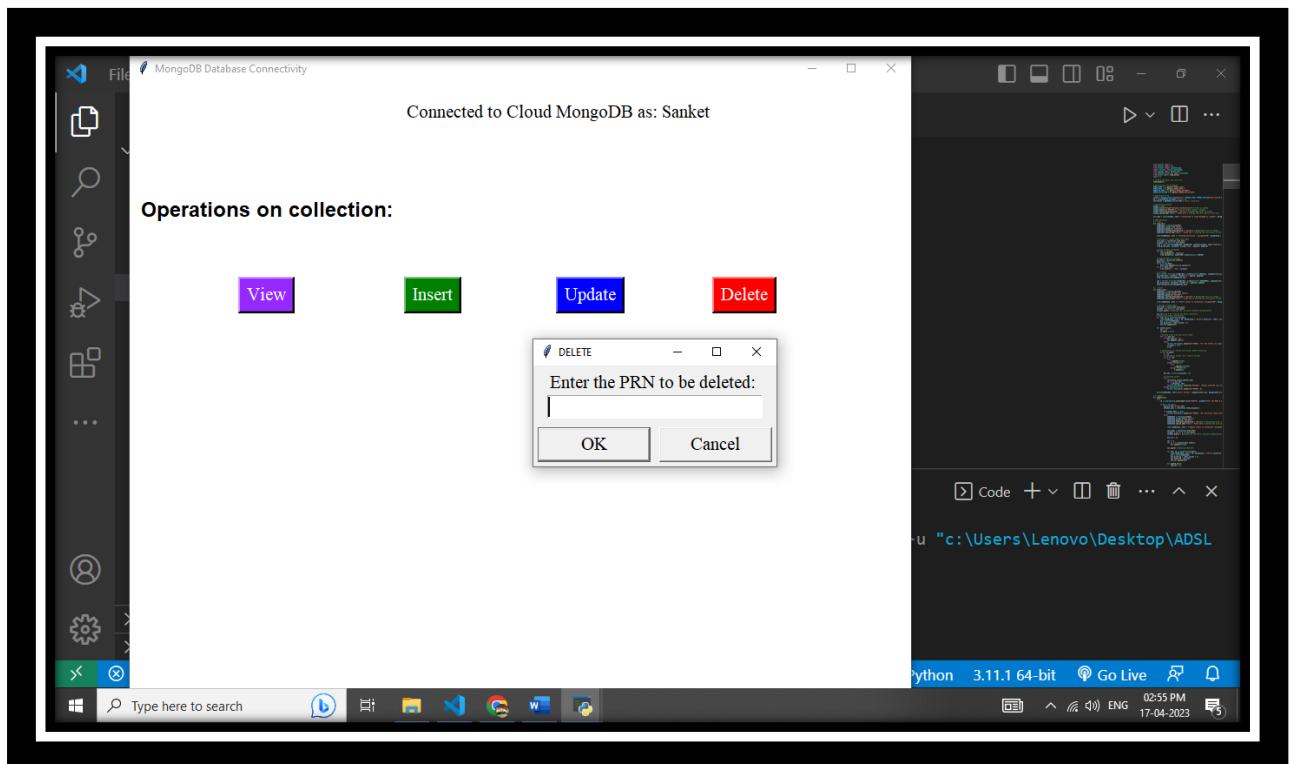 File
MongoDB Database Connectivity
Connected to Cloud MongoDB as: Sanket
Operations on collection:
View Insert Update Delete
DELETE
Enter the PRN to be deleted:
OK Cancel
Code
-u "c:\Users\Lenovo\Desktop\ADSL
Python 3.11.1 64-bit Go Live
Type here to search
ENG
02:55 PM
17-04-2023
5